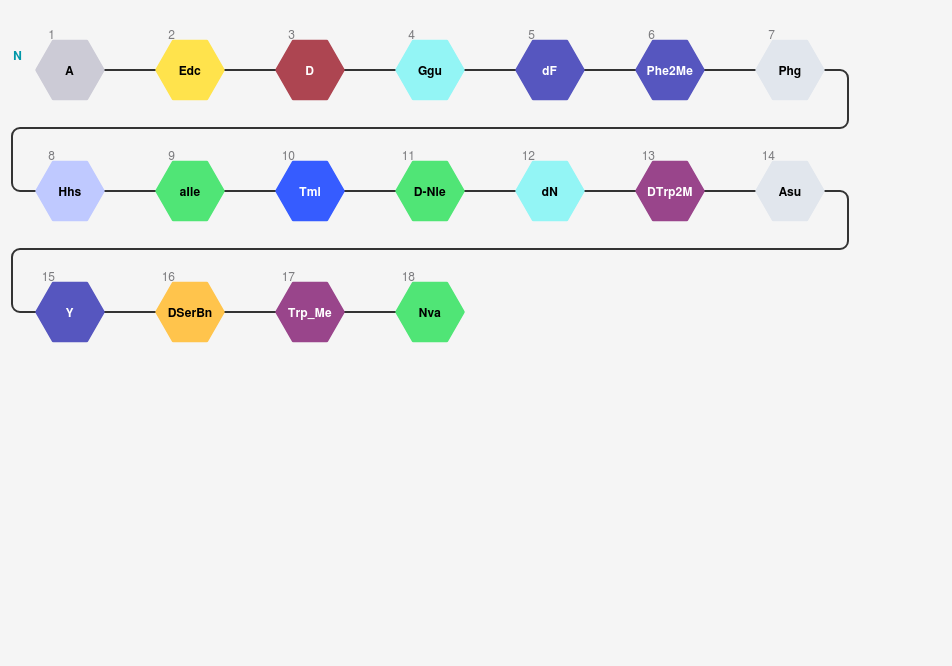 1 2 3 4 5 6 7
N A Edc D Ggu dF Phe2Me Phg
8 9 10 11 12 13 14
Hhs aIle Tml D-Nle dN DTrp2M Asu
15 16 17 18
Y DSerBn Trp_Me Nva